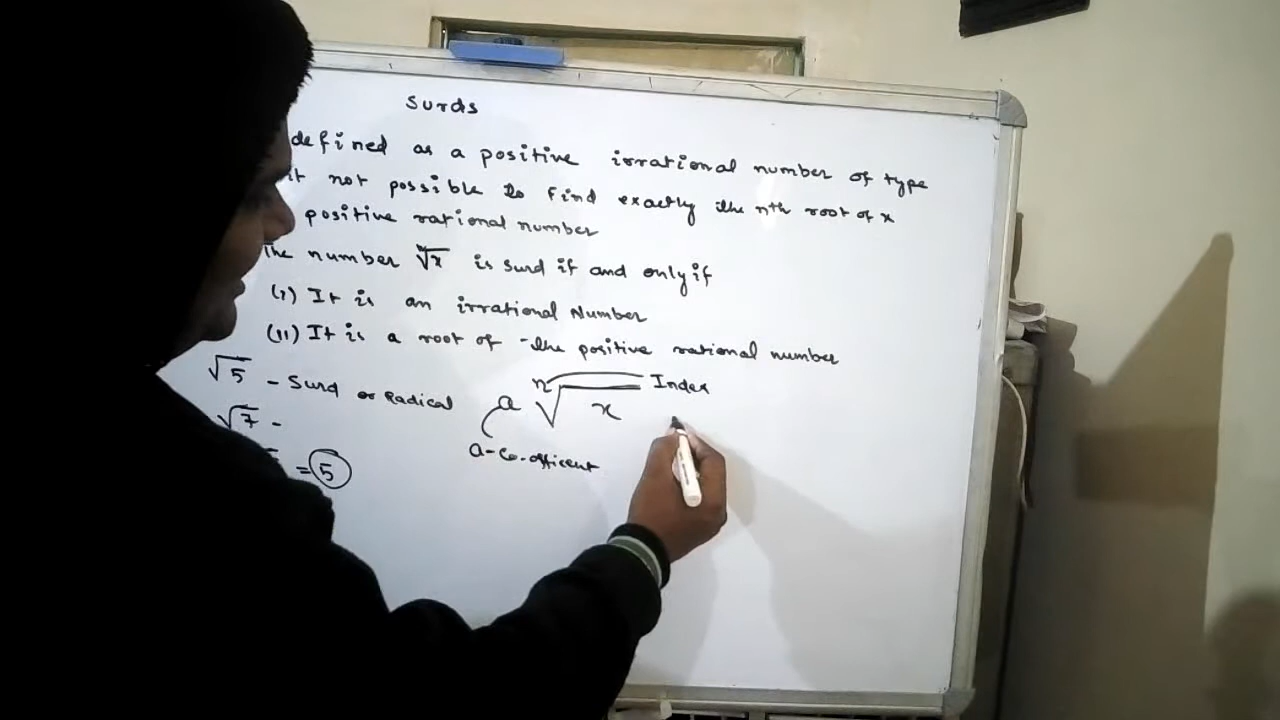 Surds
defined as a positive irrational number of type
it not possible to find exactly the nth root of x
positive rational number
The number ⁿ√x is surd if and only if
(i) It is an irrational Number
(ii) It is a root of the positive rational number
√5 - Surd or Radical
a ⁿ√x Index
√7 -
a - Co-efficent
= 5